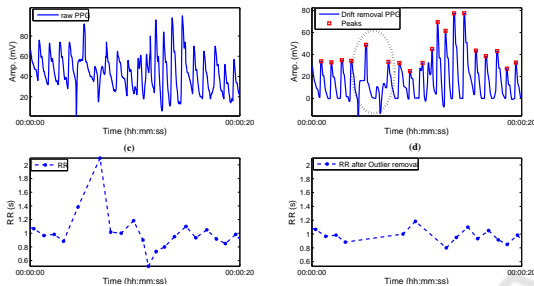 raw PPG
100
80
60
40
20
Amp. (mV)
00:00:00
00:00:20
Time (hh:mm:ss)
(c)
Drift removal PPG
Peaks
80
60
40
20
0
Amp. (mV)
00:00:00
00:00:20
Time (hh:mm:ss)
(d)
RR
2
1.8
1.6
1.4
1.2
1
0.8
0.6
RR (s)
00:00:00
00:00:20
Time (hh:mm:ss)
RR after Outlier removal
2
1.8
1.6
1.4
1.2
1
0.8
0.6
RR (s)
00:00:00
00:00:20
Time (hh:mm:ss)